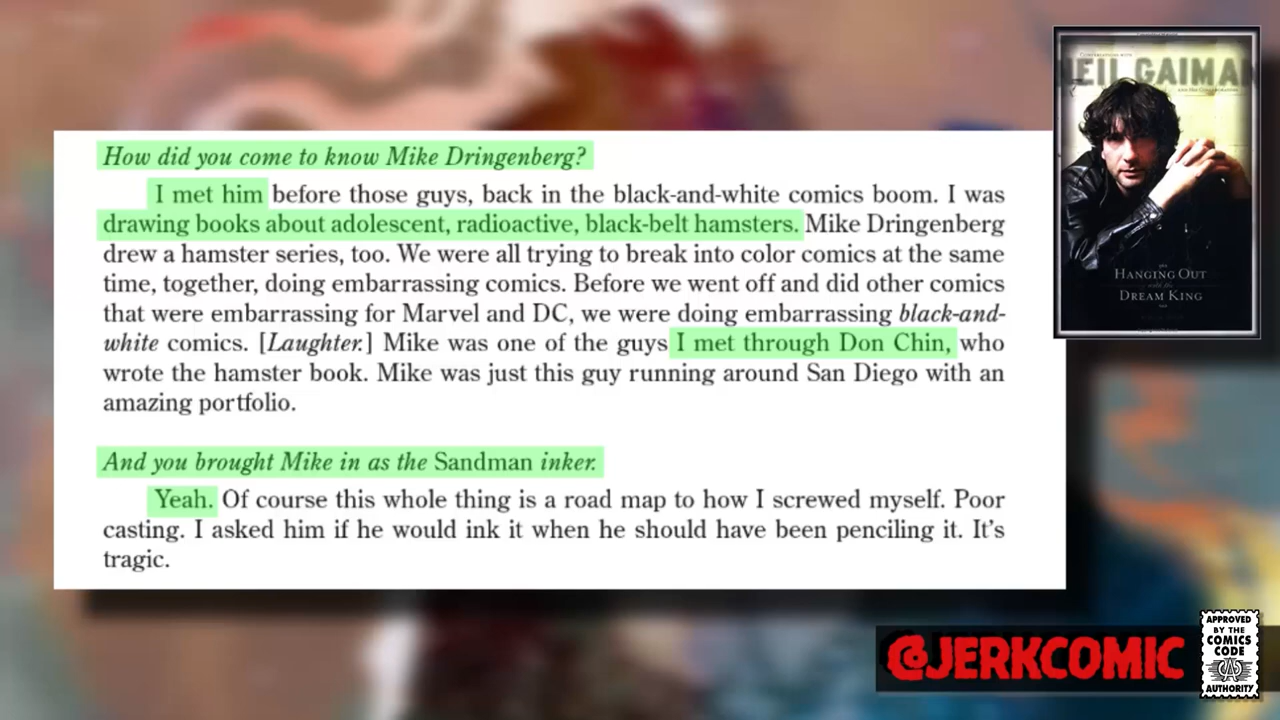 How did you come to know Mike Dringenberg?
I met him before those guys, back in the black-and-white comics boom. I was
drawing books about adolescent, radioactive, black-belt hamsters. Mike Dringenberg
drew a hamster series, too. We were all trying to break into color comics at the same
time, together, doing embarrassing comics. Before we went off and did other comics
that were embarrassing for Marvel and DC, we were doing embarrassing black-and-
white comics. [Laughter.] Mike was one of the guys I met through Don Chin, who
wrote the hamster book. Mike was just this guy running around San Diego with an
amazing portfolio.
And you brought Mike in as the Sandman inker.
Yeah. Of course this whole thing is a road map to how I screwed myself. Poor
casting. I asked him if he would ink it when he should have been penciling it. It's
tragic.
NEIL GAIMAN
HANGING OUT
with the
DREAM KING
@JERKCOMIC
APPROVED
BY THE
COMICS
CODE
CA
AUTHORITY